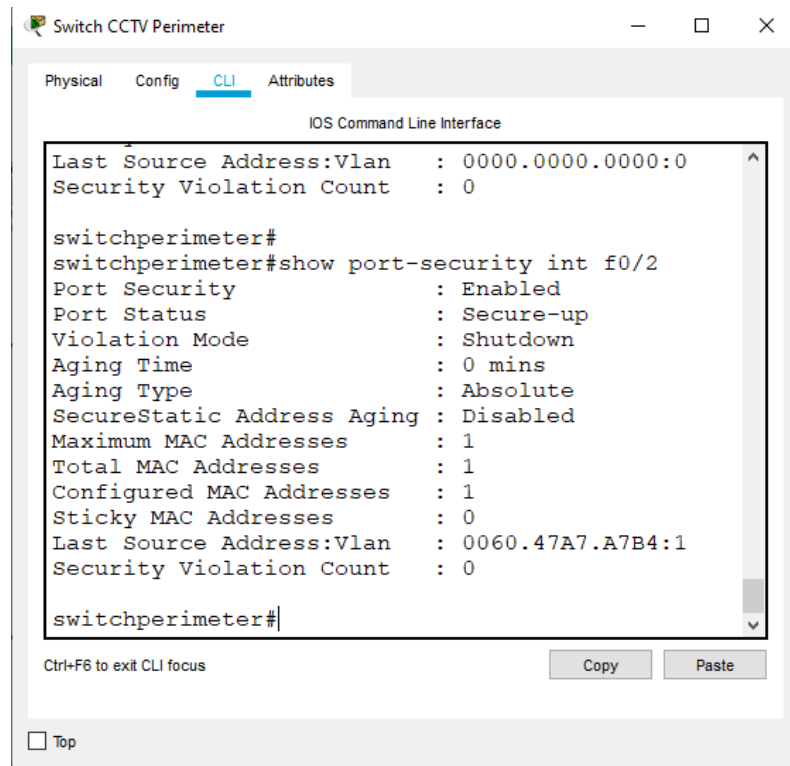 Switch CCTV Perimeter
Physical Config CLI Attributes
IOS Command Line Interface
Last Source Address:Vlan : 0000.0000.0000:0
Security Violation Count : 0
switchperimeter#
switchperimeter#show port-security int f0/2
Port Security : Enabled
Port Status : Secure-up
Violation Mode : Shutdown
Aging Time : 0 mins
Aging Type : Absolute
SecureStatic Address Aging : Disabled
Maximum MAC Addresses : 1
Total MAC Addresses : 1
Configured MAC Addresses : 1
Sticky MAC Addresses : 0
Last Source Address:Vlan : 0060.47A7.A7B4:1
Security Violation Count : 0
switchperimeter#
Ctrl+F6 to exit CLI focus Copy Paste
Top